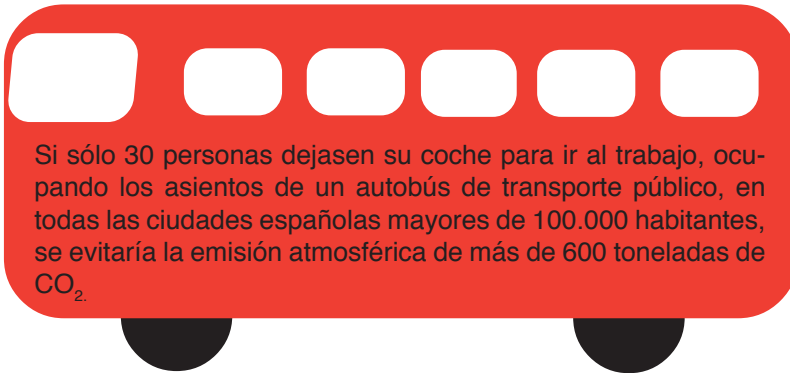 Si sólo 30 personas dejasen su coche para ir al trabajo, ocu-
pando los asientos de un autobús de transporte público, en
todas las ciudades españolas mayores de 100.000 habitantes,
se evitaría la emisión atmosférica de más de 600 toneladas de
CO₂.